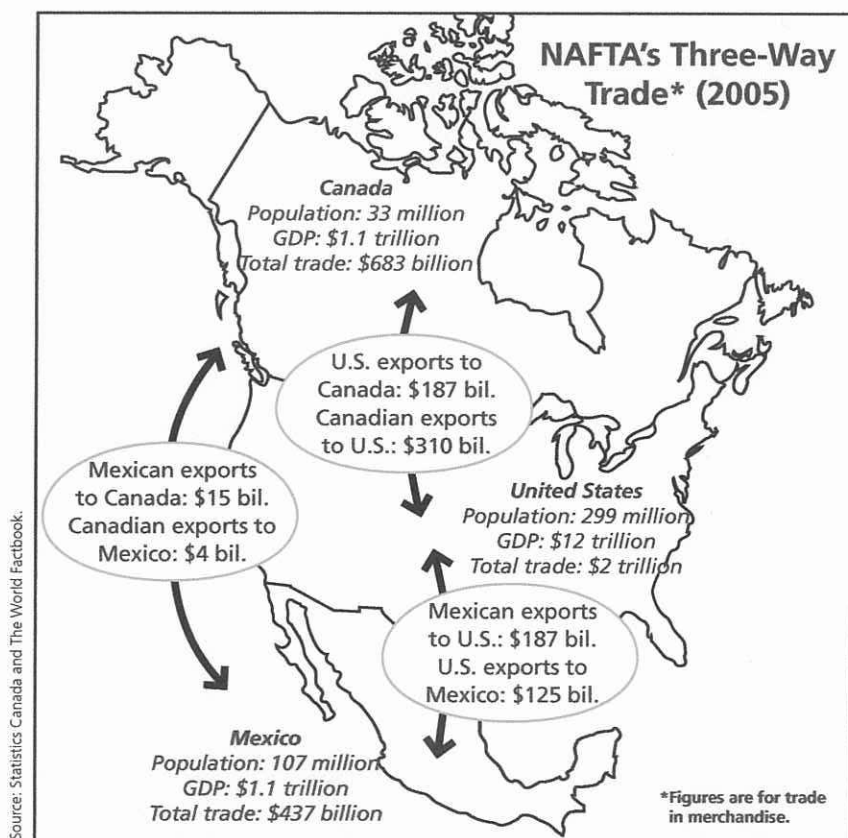 NAFTA's Three-Way
Trade* (2005)
Canada
Population: 33 million
GDP: $1.1 trillion
Total trade: $683 billion
U.S. exports to
Canada: $187 bil.
Canadian exports
to U.S.: $310 bil.
Mexican exports
to Canada: $15 bil.
Canadian exports to
Mexico: $4 bil.
United States
Population: 299 million
GDP: $12 trillion
Total trade: $2 trillion
Mexican exports
to U.S.: $187 bil.
U.S. exports to
Mexico: $125 bil.
Mexico
Population: 107 million
GDP: $1.1 trillion
Total trade: $437 billion
*Figures are for trade
in merchandise.
Source: Statistics Canada and The World Factbook.